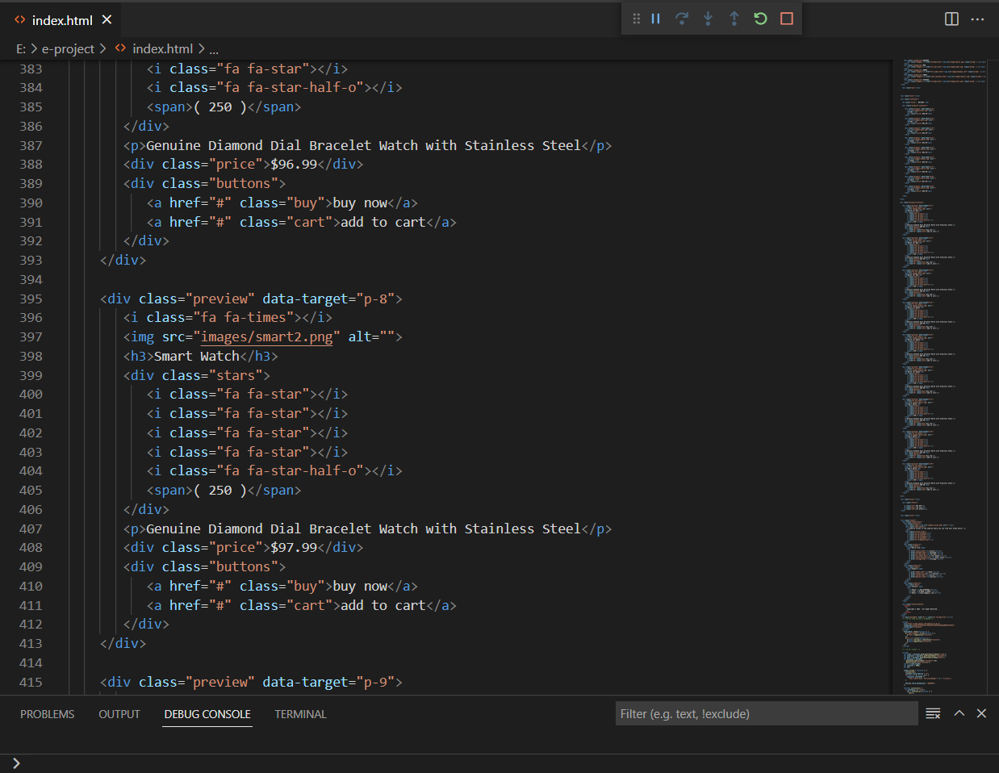 index.html
E: > e-project > index.html > ...
383 <i class="fa fa-star"></i>
384 <i class="fa fa-star-half-o"></i>
385 <span>( 250 )</span>
386 </div>
387 <p>Genuine Diamond Dial Bracelet Watch with Stainless Steel</p>
388 <div class="price">$96.99</div>
389 <div class="buttons">
390 <a href="#" class="buy">buy now</a>
391 <a href="#" class="cart">add to cart</a>
392 </div>
393 </div>
394
395 <div class="preview" data-target="p-8">
396 <i class="fa fa-times"></i>
397 <img src="images/smart2.png" alt="">
398 <h3>Smart Watch</h3>
399 <div class="stars">
400 <i class="fa fa-star"></i>
401 <i class="fa fa-star"></i>
402 <i class="fa fa-star"></i>
403 <i class="fa fa-star"></i>
404 <i class="fa fa-star-half-o"></i>
405 <span>( 250 )</span>
406 </div>
407 <p>Genuine Diamond Dial Bracelet Watch with Stainless Steel</p>
408 <div class="price">$97.99</div>
409 <div class="buttons">
410 <a href="#" class="buy">buy now</a>
411 <a href="#" class="cart">add to cart</a>
412 </div>
413 </div>
414
415 <div class="preview" data-target="p-9">
PROBLEMS OUTPUT DEBUG CONSOLE TERMINAL Filter (e.g. text, !exclude)